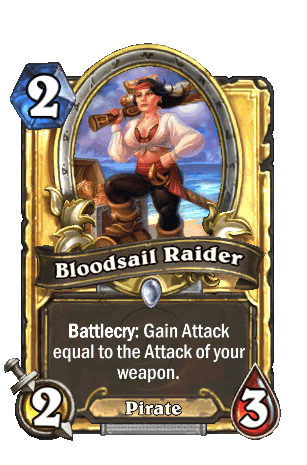 2
Bloodsail Raider
Battlecry: Gain Attack
equal to the Attack of your
weapon.
2
Pirate
3